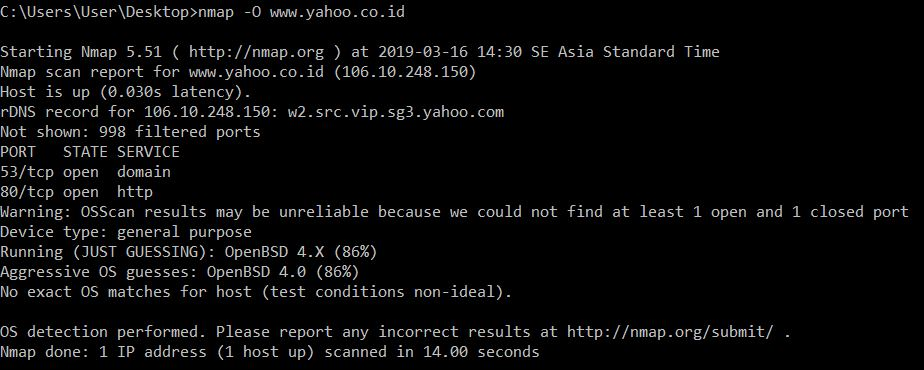 C:\Users\User\Desktop>nmap -O www.yahoo.co.id
Starting Nmap 5.51 ( http://nmap.org ) at 2019-03-16 14:30 SE Asia Standard Time
Nmap scan report for www.yahoo.co.id (106.10.248.150)
Host is up (0.030s latency).
rDNS record for 106.10.248.150: w2.src.vip.sg3.yahoo.com
Not shown: 998 filtered ports
PORT   STATE SERVICE
53/tcp open  domain
80/tcp open  http
Warning: OSScan results may be unreliable because we could not find at least 1 open and 1 closed port
Device type: general purpose
Running (JUST GUESSING): OpenBSD 4.X (86%)
Aggressive OS guesses: OpenBSD 4.0 (86%)
No exact OS matches for host (test conditions non-ideal).
OS detection performed. Please report any incorrect results at http://nmap.org/submit/ .
Nmap done: 1 IP address (1 host up) scanned in 14.00 seconds